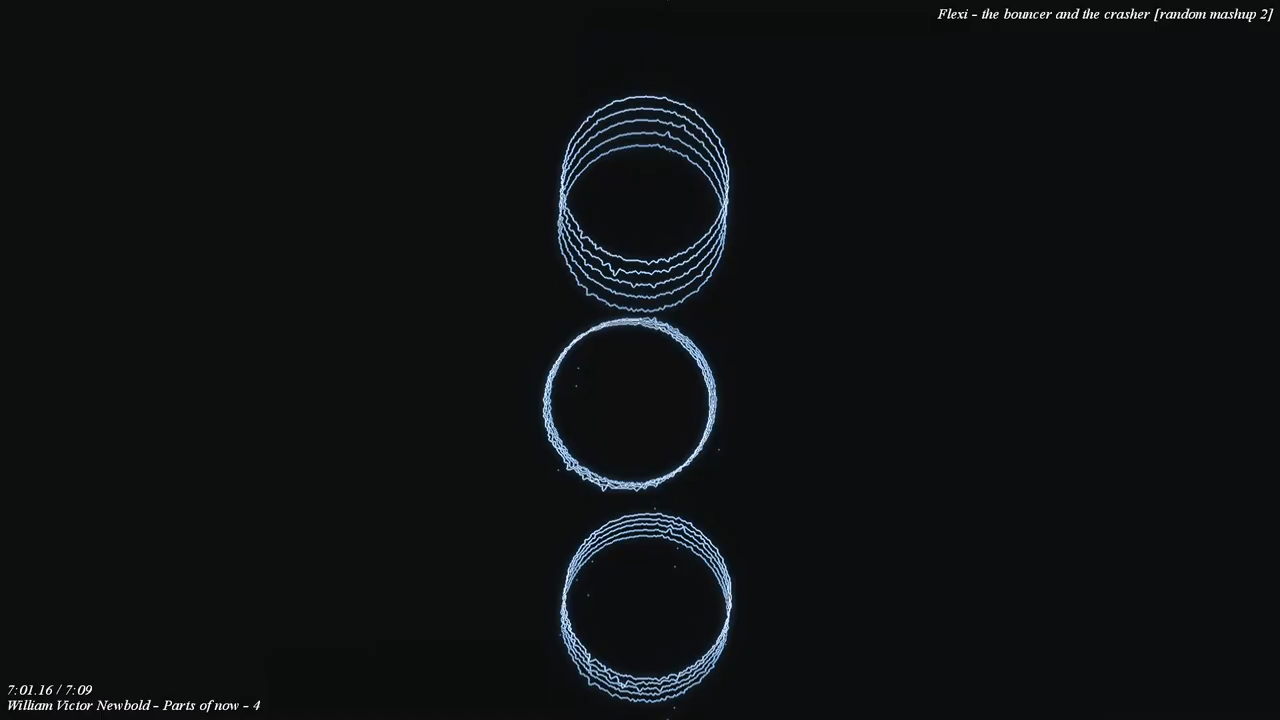 Flexi - the bouncer and the crasher [random mashup 2]
7:01.16 / 7:09
William Victor Newbold - Parts of now - 4